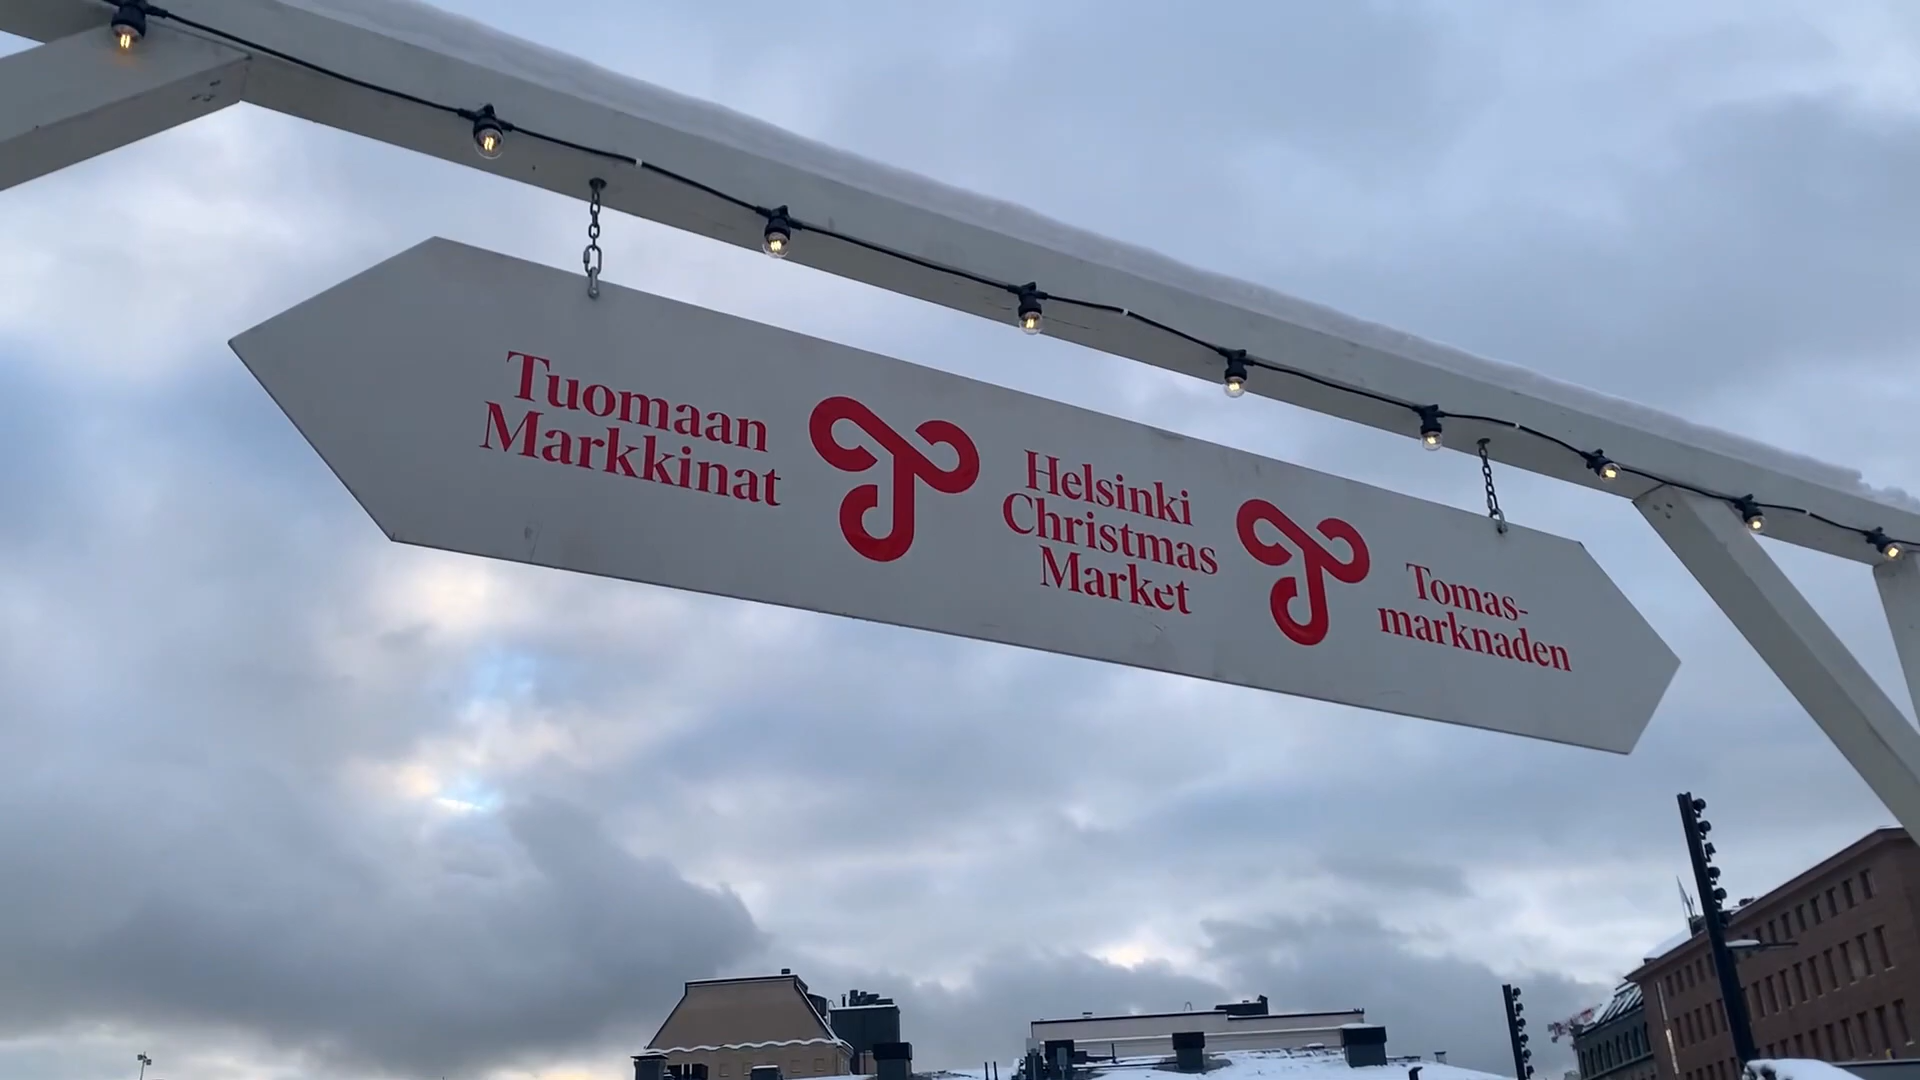 Tuomaan
Markkinat
Helsinki
Christmas
Market
Tomas-
marknaden